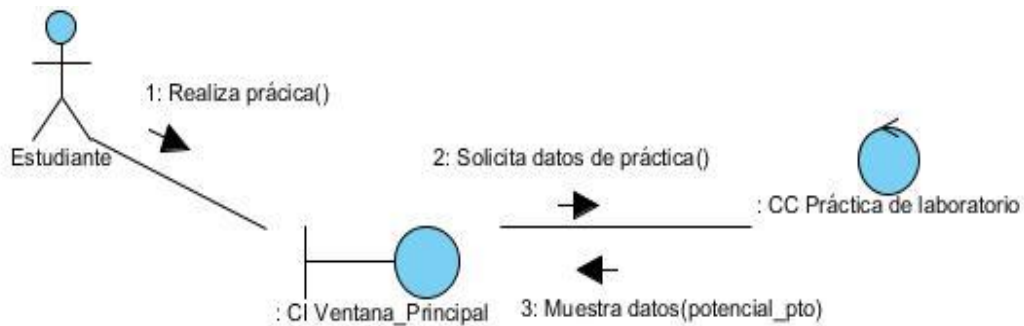 1: Realiza prácica()
Estudiante
2: Solicita datos de práctica()
: CC Práctica de laboratorio
: CI Ventana_Principal
3: Muestra datos(potencial_pto)